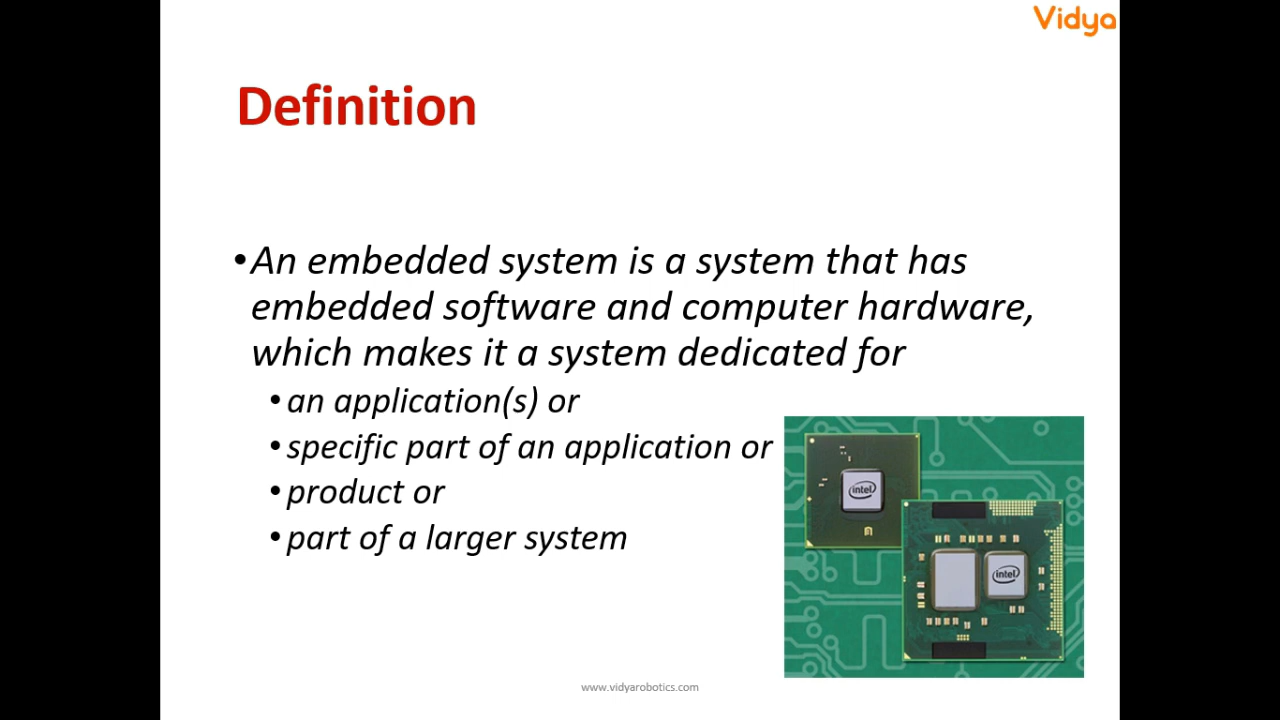 Vidya
Definition
•An embedded system is a system that has
embedded software and computer hardware,
which makes it a system dedicated for
•an application(s) or
•specific part of an application or
•product or
•part of a larger system
intel
intel
www.vidyarobotics.com